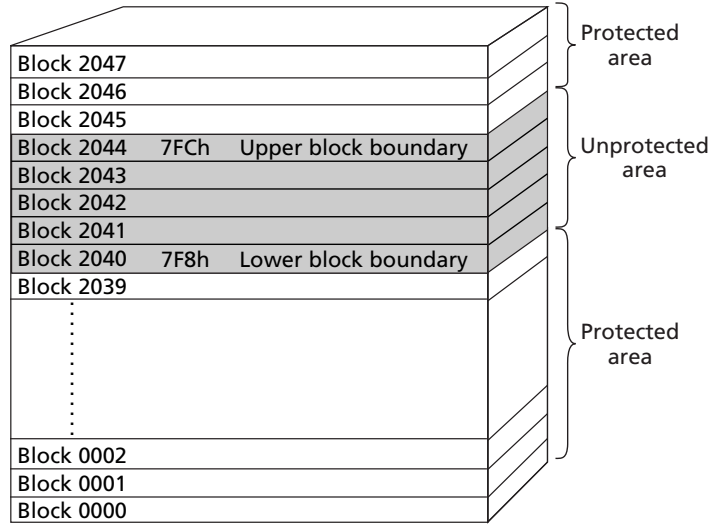 Protected
area
Block 2047
Block 2046
Block 2045
Block 2044 7FCh Upper block boundary
Block 2043
Block 2042
Block 2041
Block 2040 7F8h Lower block boundary
Block 2039
Unprotected
area
Protected
area
Block 0002
Block 0001
Block 0000